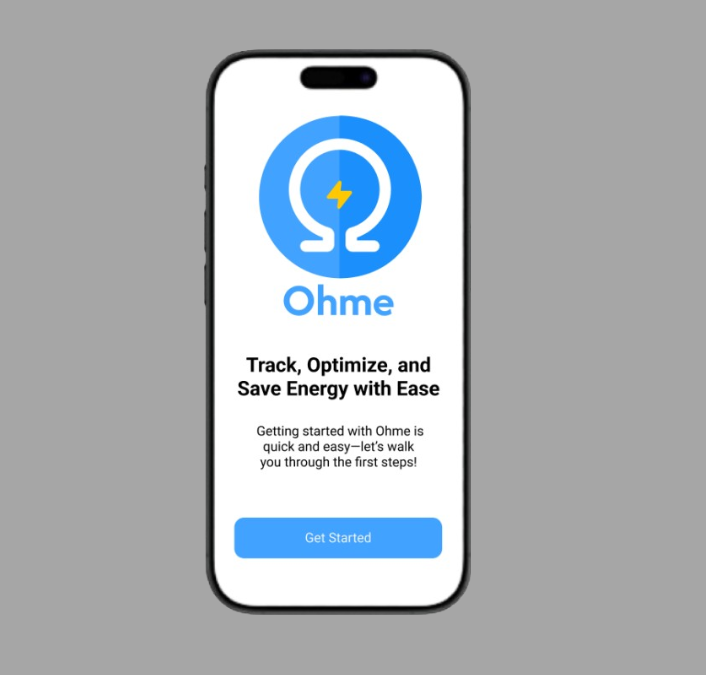 Ohme
Track, Optimize, and
Save Energy with Ease
Getting started with Ohme is
quick and easy—let’s walk
you through the first steps!
Get Started